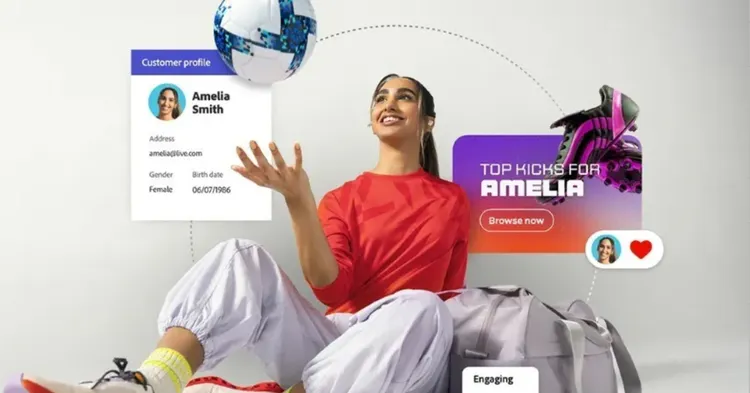 Customer profile
Amelia
Smith
Address
amelia@live.com
Gender Birth date
Female 06/07/1986
TOP KICKS FOR
AMELIA
Browse now
Engaging